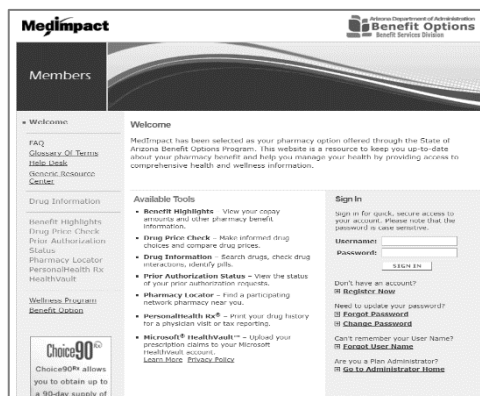 MedImpact
Arizona Department of Administration
Benefit Options
Benefit Services Division
Members
Welcome
FAQ
Glossary Of Terms
Help Desk
Generic Resource
Center
Drug Information
Benefit Highlights
Drug Price Check
Prior Authorization
Status
Pharmacy Locator
PersonalHealth Rx
HealthVault
Wellness Program
Benefit Option
Choice90®
Choice90Rx allows
you to obtain up to
a 90-day supply of
Welcome
MedImpact has been selected as your pharmacy option offered through the State of
Arizona Benefit Options Program. This website is a resource to keep you up-to-date
about your pharmacy benefit and help you manage your health by providing access to
comprehensive health and wellness information.
Available Tools
• Benefit Highlights – View your copay
amounts and other pharmacy benefit
information.
• Drug Price Check – Make informed drug
choices and compare drug prices.
• Drug Information – Search drugs, check drug
interactions, identify pills.
• Prior Authorization Status – View the status
of your prior authorization requests.
• Pharmacy Locator – Find a participating
network pharmacy near you.
• PersonalHealth Rx® – Print your drug history
for a physician visit or tax reporting.
• Microsoft® HealthVault™ – Upload your
prescription claims to your Microsoft
HealthVault account.
Learn More Privacy Policy
Sign In
Sign in for quick, secure access to
your account. Please note that the
password is case sensitive.
Username:
Password:
SIGN IN
Don't have an account?
Register Now
Need to update your password?
Forgot Password
Change Password
Can't remember your User Name?
Forgot User Name
Are you a Plan Administrator?
Go to Administrator Home